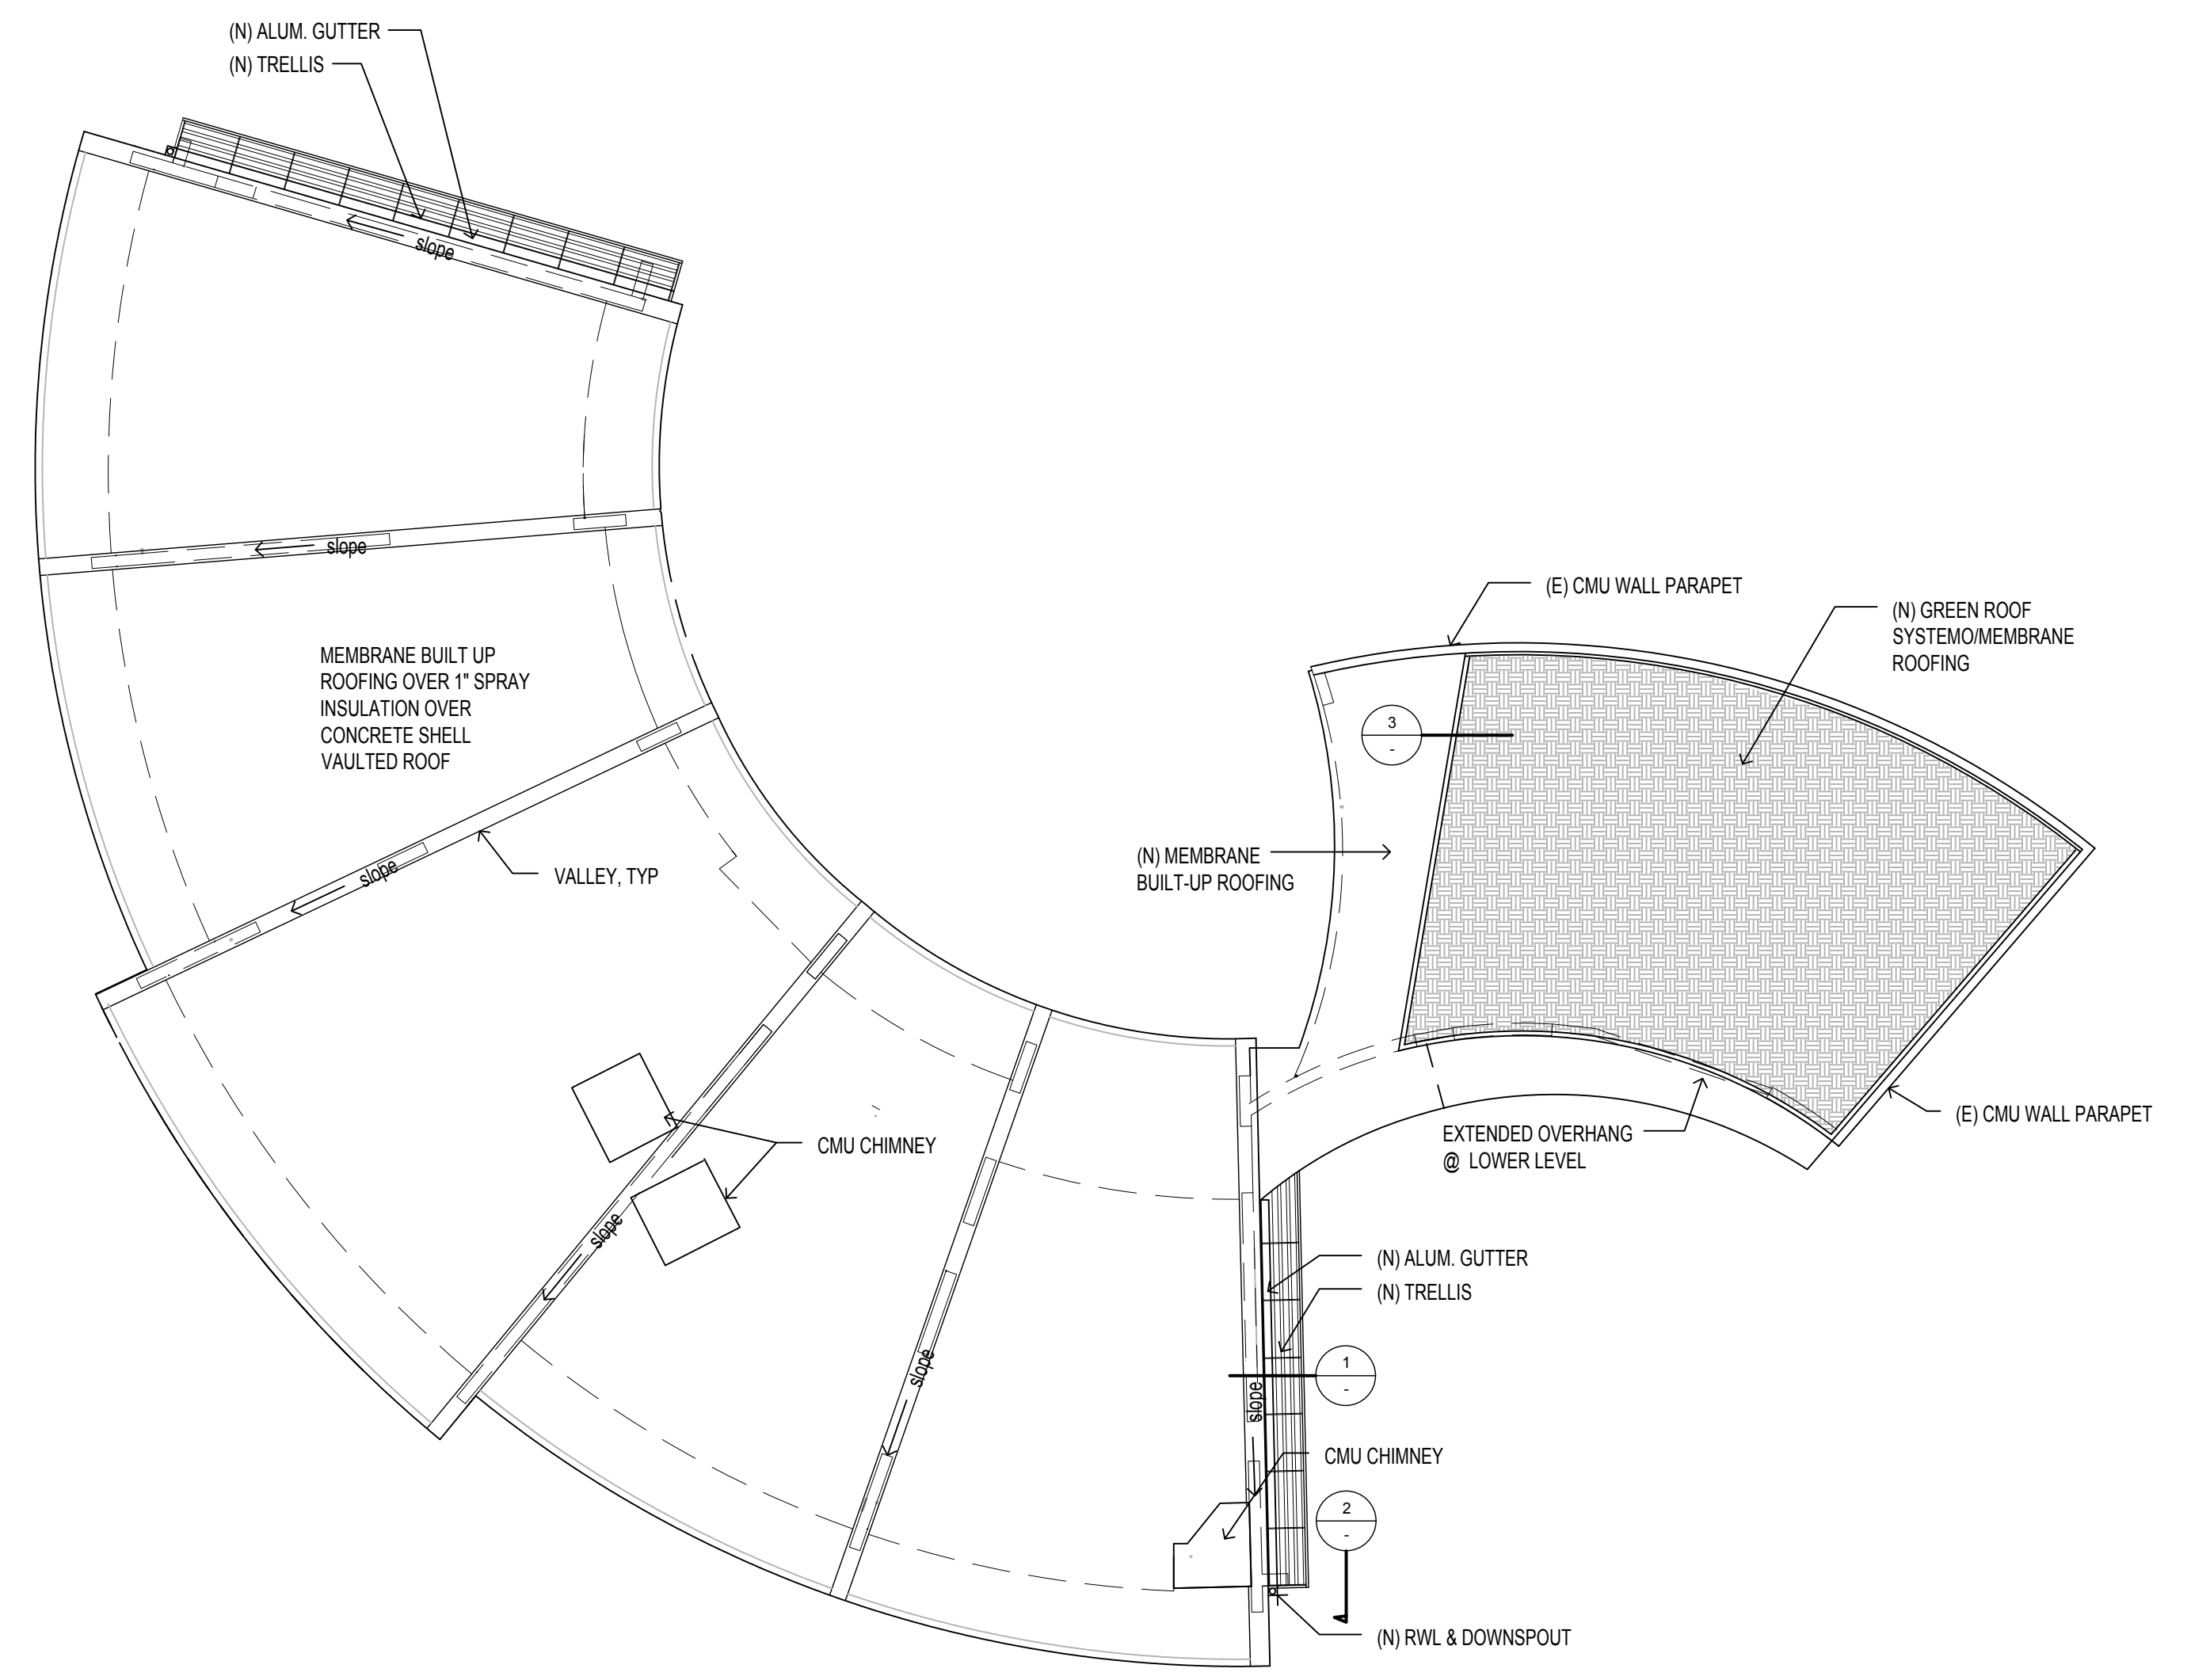 (N) ALUM. GUTTER
(N) TRELLIS
slope
slope
MEMBRANE BUILT UP
ROOFING OVER 1" SPRAY
INSULATION OVER
CONCRETE SHELL
VAULTED ROOF
slope
VALLEY, TYP
CMU CHIMNEY
slope
slope
(E) CMU WALL PARAPET
(N) GREEN ROOF
SYSTEMO/MEMBRANE
ROOFING
3
-
(N) MEMBRANE
BUILT-UP ROOFING
EXTENDED OVERHANG
@ LOWER LEVEL
(E) CMU WALL PARAPET
(N) ALUM. GUTTER
(N) TRELLIS
1
-
slope
CMU CHIMNEY
2
-
(N) RWL & DOWNSPOUT